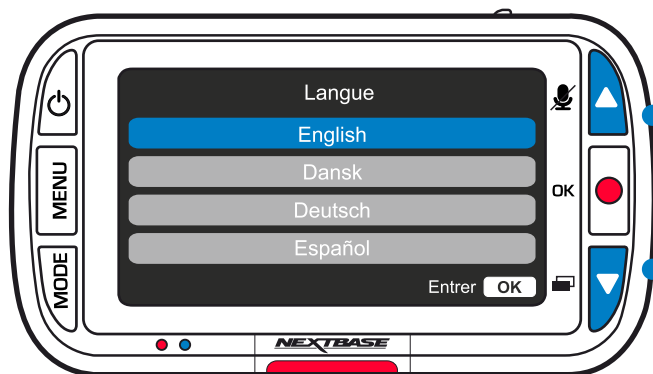 Langue
English
Dansk
Deutsch
Español
Entrer OK
OK
MENU
MODE
NEXTBASE